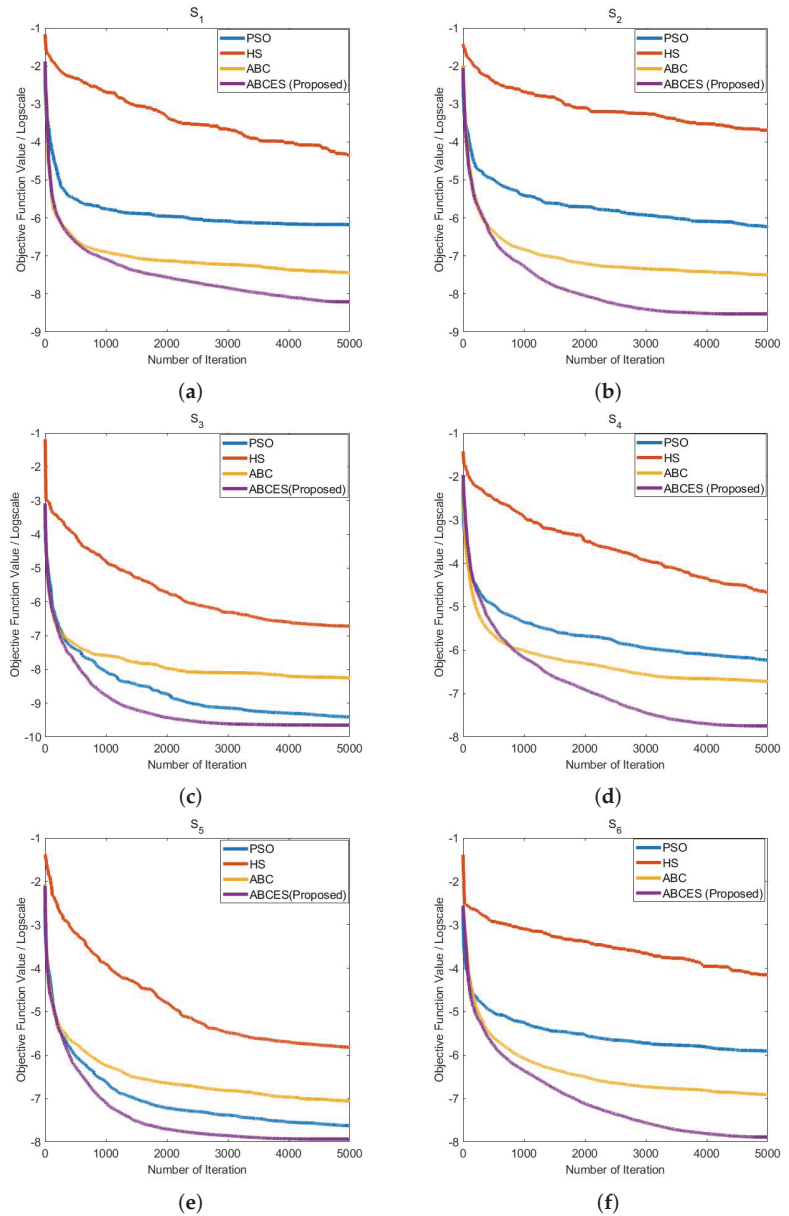 S1
-1
-2
-3
-4
-5
-6
-7
-8
-9
Objective Function Value / Logscale
PSO
HS
ABC
ABCES (Proposed)
0 1000 2000 3000 4000 5000
Number of Iteration
(a)
S2
-1
-2
-3
-4
-5
-6
-7
-8
-9
Objective Function Value / Logscale
PSO
HS
ABC
ABCES (Proposed)
0 1000 2000 3000 4000 5000
Number of Iteration
(b)
S3
-1
-2
-3
-4
-5
-6
-7
-8
-9
-10
Objective Function Value / Logscale
PSO
HS
ABC
ABCES(Proposed)
0 1000 2000 3000 4000 5000
Number of Iteration
(c)
S4
-1
-2
-3
-4
-5
-6
-7
-8
Objective Function Value / Logscale
PSO
HS
ABC
ABCES (Proposed)
0 1000 2000 3000 4000 5000
Number of Iteration
(d)
S5
-1
-2
-3
-4
-5
-6
-7
-8
Objective Function Value / Logscale
PSO
HS
ABC
ABCES(Proposed)
0 1000 2000 3000 4000 5000
Number of Iteration
(e)
S6
-1
-2
-3
-4
-5
-6
-7
-8
Objective Function Value / Logscale
PSO
HS
ABC
ABCES (Proposed)
0 1000 2000 3000 4000 5000
Number of Iteration
(f)